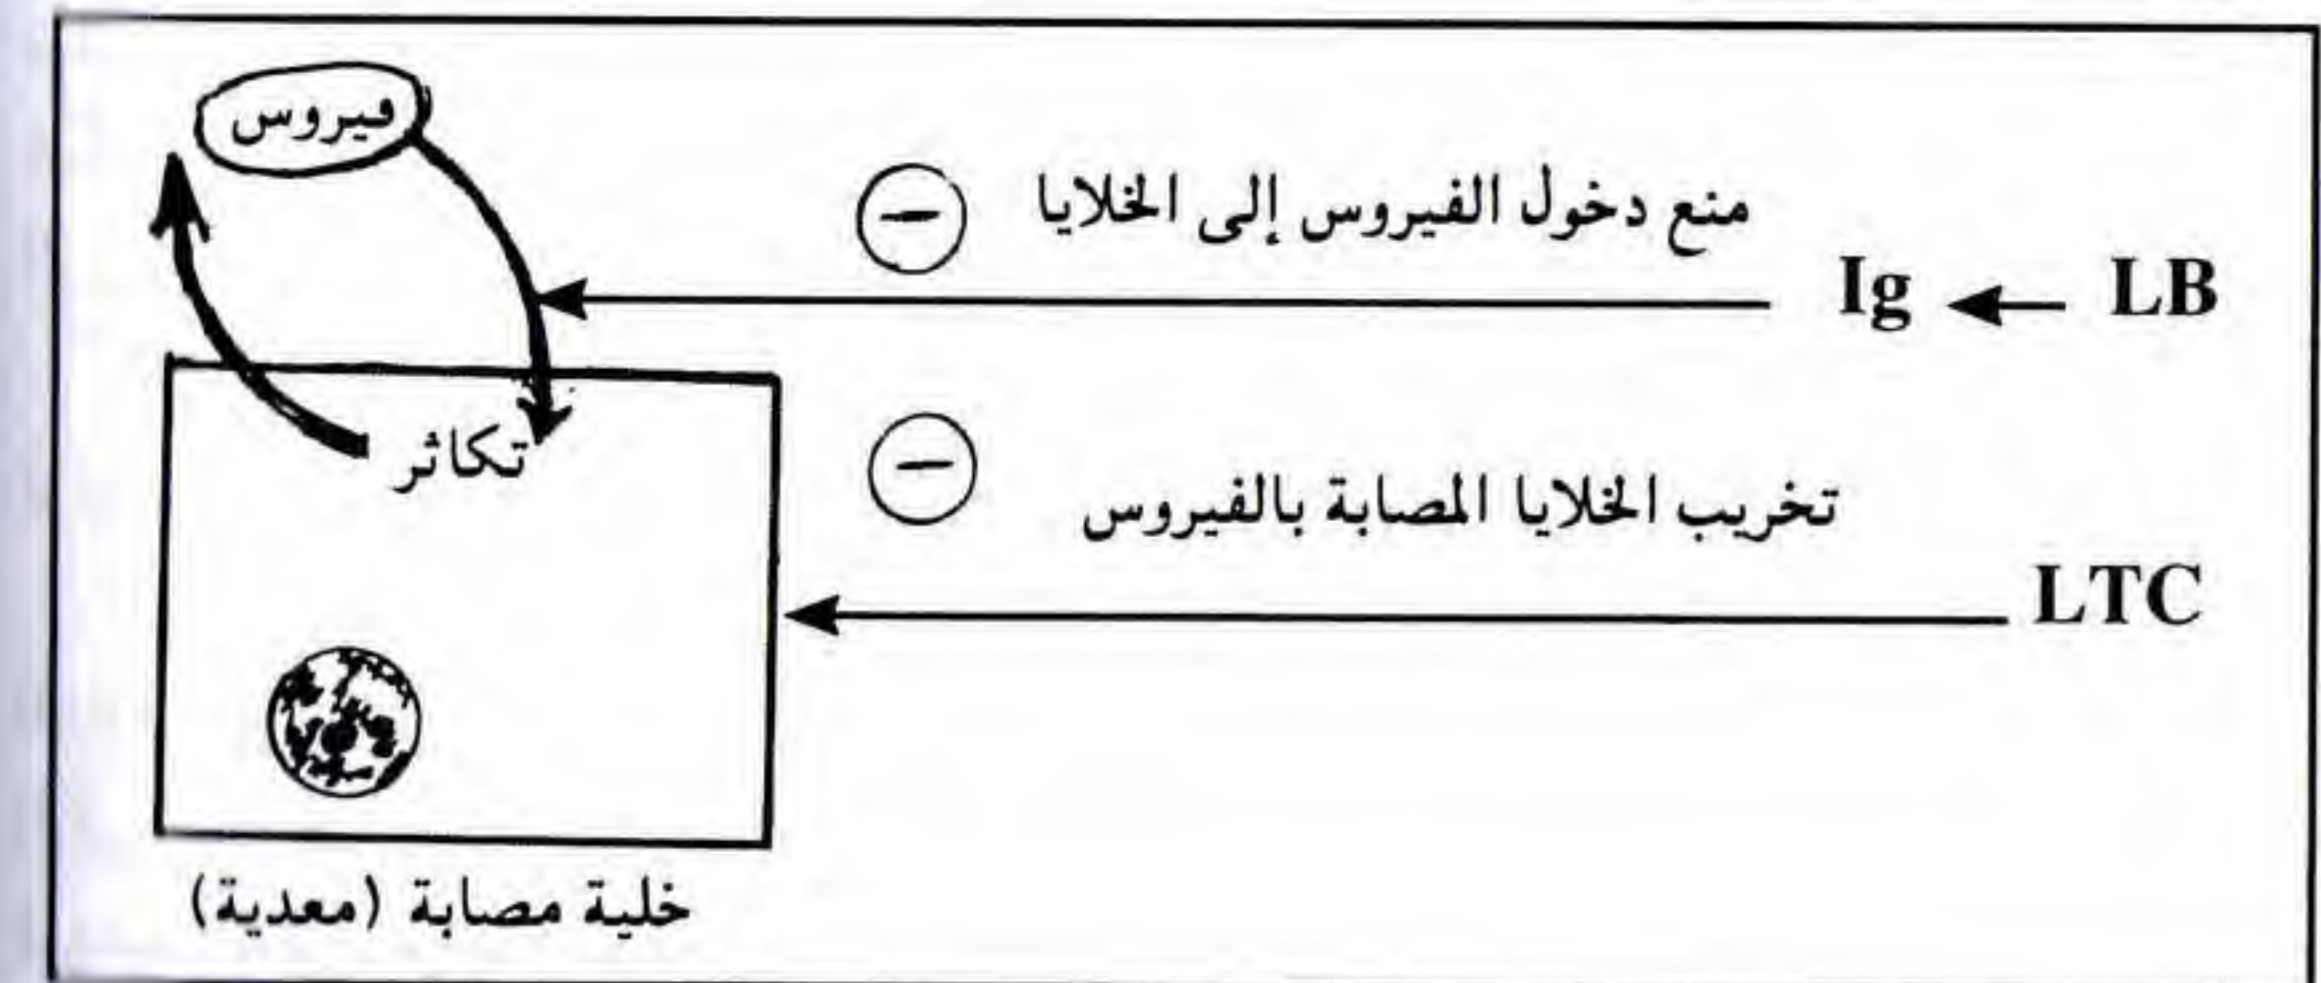 فيروس
منع دخول الفيروس إلى الخلايا
LB
Ig
تكاثر
تخريب الخلايا المصابة بالفيروس
LTC
خلية مصابة (معدية)